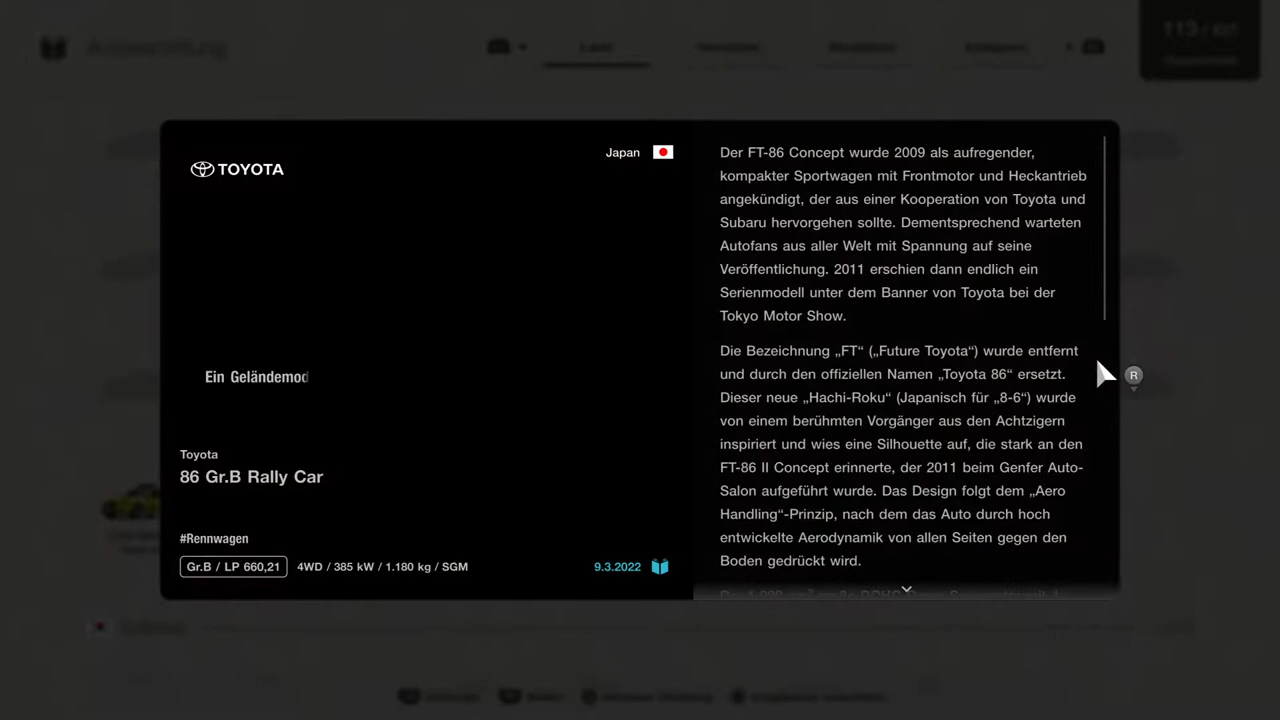 TOYOTA
Japan
Ein Geländemod
Toyota
86 Gr.B Rally Car
#Rennwagen
Gr.B / LP 660,21
4WD / 385 kW / 1.180 kg / SGM
9.3.2022
Der FT-86 Concept wurde 2009 als aufregender,
kompakter Sportwagen mit Frontmotor und Heckantrieb
angekündigt, der aus einer Kooperation von Toyota und
Subaru hervorgehen sollte. Dementsprechend warteten
Autofans aus aller Welt mit Spannung auf seine
Veröffentlichung. 2011 erschien dann endlich ein
Serienmodell unter dem Banner von Toyota bei der
Tokyo Motor Show.
Die Bezeichnung „FT“ („Future Toyota“) wurde entfernt
und durch den offiziellen Namen „Toyota 86“ ersetzt.
Dieser neue „Hachi-Roku“ (Japanisch für „8-6“) wurde
von einem berühmten Vorgänger aus den Achtzigern
inspiriert und wies eine Silhouette auf, die stark an den
FT-86 II Concept erinnerte, der 2011 beim Genfer Auto-
Salon aufgeführt wurde. Das Design folgt dem „Aero
Handling“-Prinzip, nach dem das Auto durch hoch
entwickelte Aerodynamik von allen Seiten gegen den
Boden gedrückt wird.
R
113